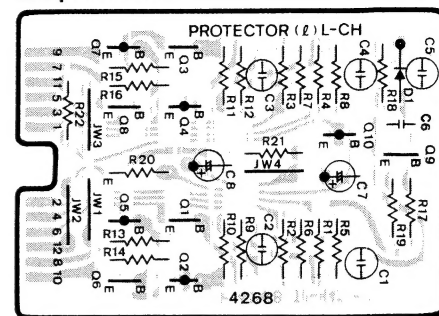 PROTECTOR (ℓ) L-CH
Q7 B Q3 B C4 C5
E R15 E
R16 R11 R12 C3 R3 R7 R4 R8 R18 D1
9 7 11 5 3 1 R22 JW3 E B E B C6
Q8 Q4 R21 B Q10 Q9
R20 JW4 E E B
C8 C7
2 4 6 12 8 10 JW2 JW1 Q5 B Q1 B
E R13 E R10 R9 C2 R2 R6 R1 R5 R19 R17
R14 C1
Q6 E B Q2 E B
4268